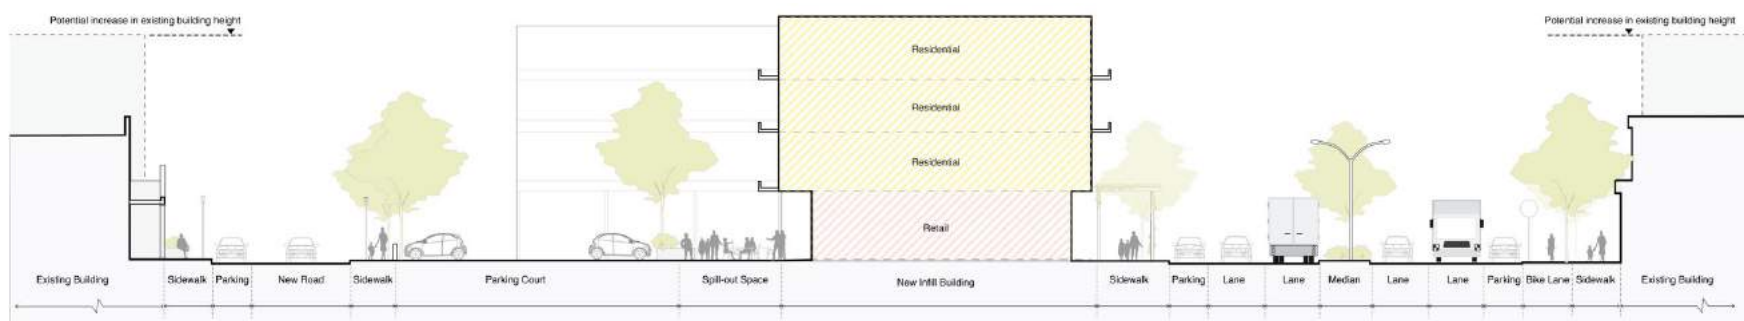 Potential increase in existing building height
Potential increase in existing building height
Residential
Residential
Residential
Retail
Existing Building
Sidewalk
Parking
New Road
Sidewalk
Parking Court
Spill-out Space
New Infill Building
Sidewalk
Parking
Lane
Lane
Median
Lane
Lane
Parking
Bike Lane
Sidewalk
Existing Building